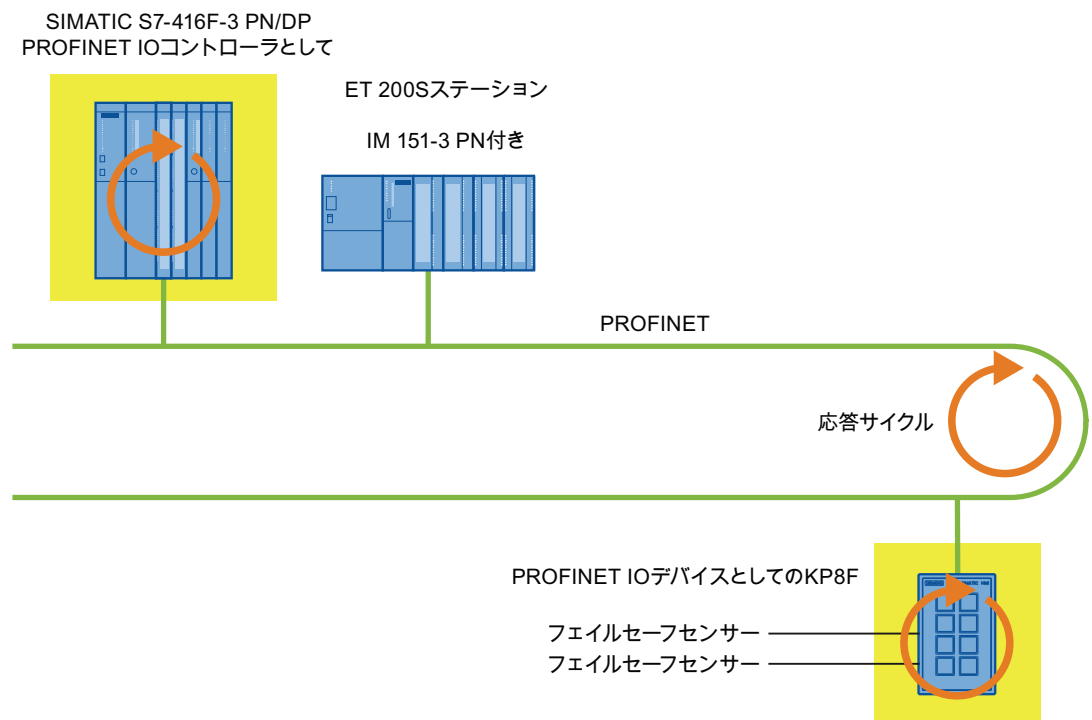 SIMATIC S7-416F-3 PN/DP
PROFINET IOコントローラとして
ET 200Sステーション
IM 151-3 PN付き
PROFINET
応答サイクル
PROFINET IOデバイスとしてのKP8F
フェイルセーフセンサー
フェイルセーフセンサー